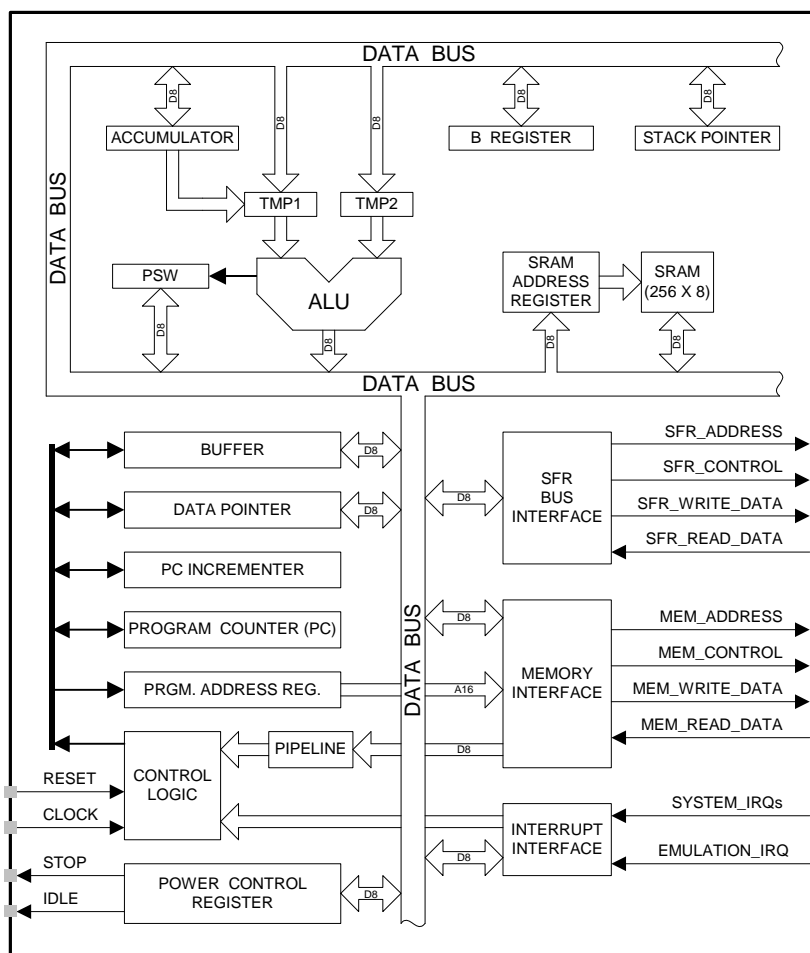 DATA BUS
D8
D8
D8
D8
D8
ACCUMULATOR
B REGISTER
STACK POINTER
DATA BUS
TMP1
TMP2
PSW
ALU
SRAM
ADDRESS
REGISTER
SRAM
(256 X 8)
D8
D8
D8
D8
DATA BUS
BUFFER
D8
DATA POINTER
D8
PC INCREMENTER
PROGRAM COUNTER (PC)
PRGM. ADDRESS REG.
A16
DATA BUS
D8
SFR
BUS
INTERFACE
SFR_ADDRESS
SFR_CONTROL
SFR_WRITE_DATA
SFR_READ_DATA
D8
MEMORY
INTERFACE
MEM_ADDRESS
MEM_CONTROL
MEM_WRITE_DATA
MEM_READ_DATA
CONTROL
LOGIC
PIPELINE
D8
RESET
CLOCK
INTERRUPT
INTERFACE
SYSTEM_IRQs
EMULATION_IRQ
D8
STOP
IDLE
POWER CONTROL
REGISTER
D8